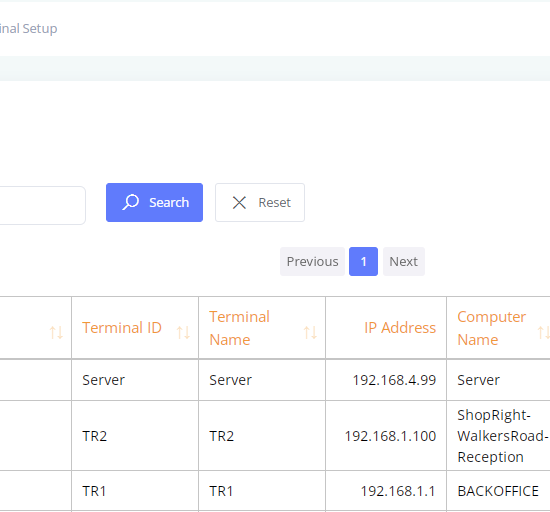 inal Setup
Search
Reset
Previous 1 Next
Terminal ID
Terminal
Name
IP Address
Computer
Name
Server Server 192.168.4.99 Server
TR2 TR2 192.168.1.100
ShopRight-
WalkersRoad-
Reception
TR1 TR1 192.168.1.1 BACKOFFICE